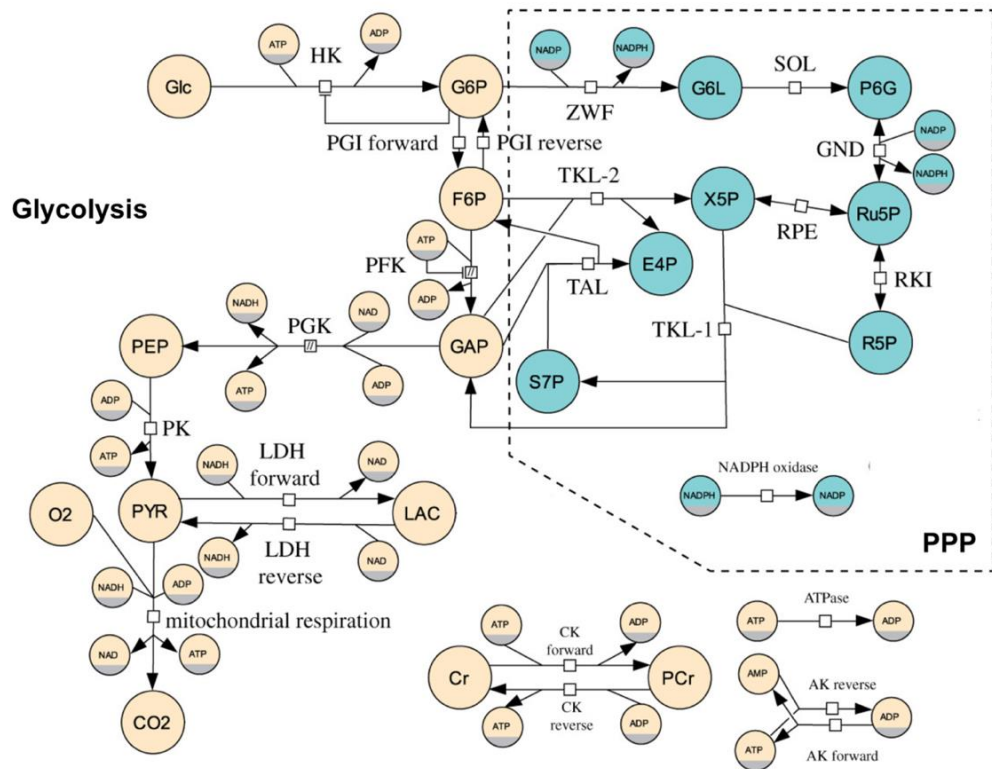 PPP
ADP
ATP
HK
NADP
NADPH
SOL
Glc
G6P
G6L
P6G
ZWF
NADP
PGI forward
PGI reverse
GND
NADPH
TKL-2
Glycolysis
F6P
X5P
Ru5P
RPE
ATP
PFK
E4P
TAL
RKI
ADP
NADH
PGK
NAD
TKL-1
PEP
GAP
R5P
S7P
ATP
ADP
ADP
PK
ATP
LDH
forward
NADH
NAD
NADPH oxidase
NADPH
NADP
O2
PYR
LAC
PPP
NADH
LDH
reverse
NAD
NADH
ADP
mitochondrial respiration
ATPase
ATP
CK
forward
ADP
ATP
ADP
NAD
ATP
Cr
PCr
AMP
AK reverse
CO2
ATP
CK
reverse
ADP
ADP
ATP
AK forward